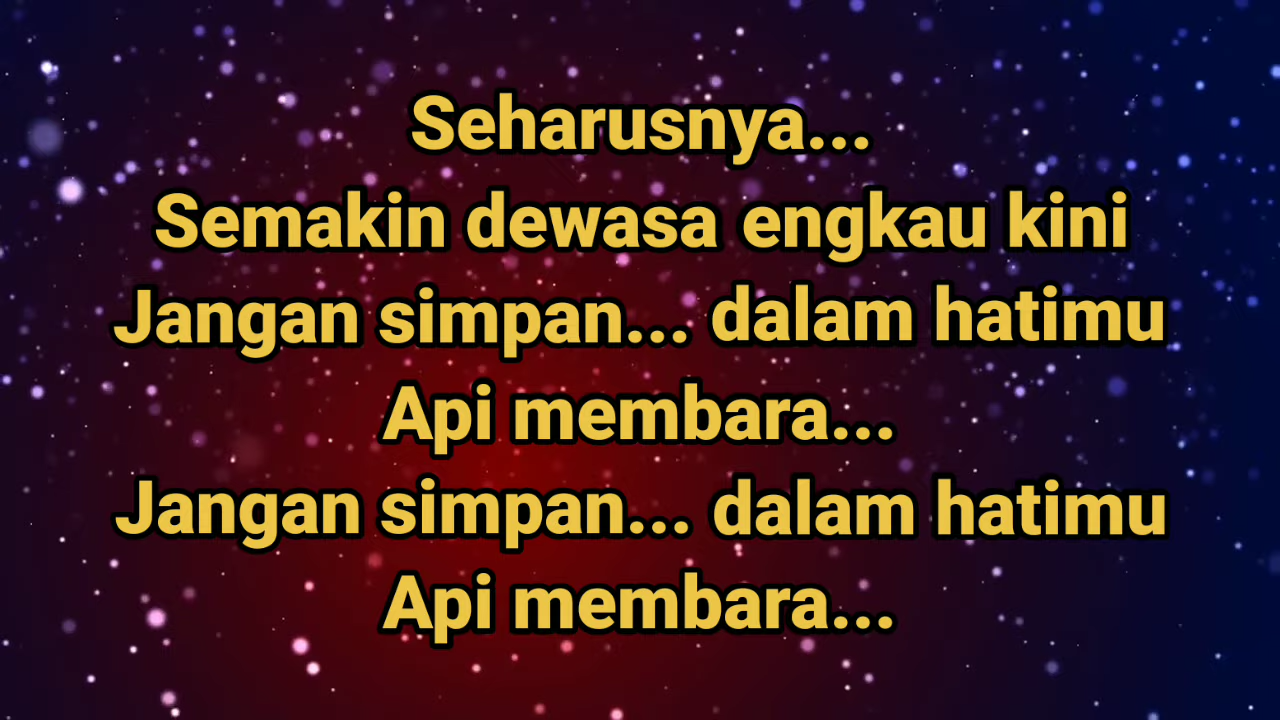 Seharusnya...
Semakin dewasa engkau kini
Jangan simpan... dalam hatimu
Api membara...
Jangan simpan... dalam hatimu
Api membara...